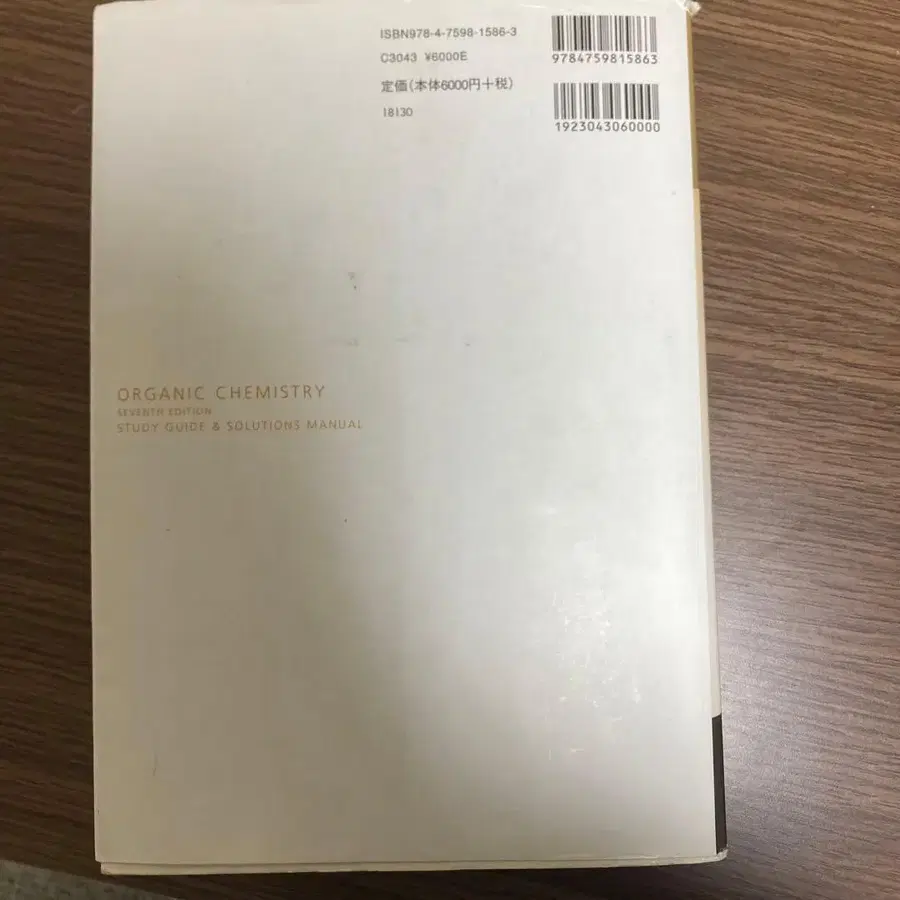 ISBN978-4-7598-1586-3
C3043 ¥6000E
定価(本体6000円+税)
18130
9784759815863
1923043060000
ORGANIC CHEMISTRY
SEVENTH EDITION
STUDY GUIDE & SOLUTIONS MANUAL